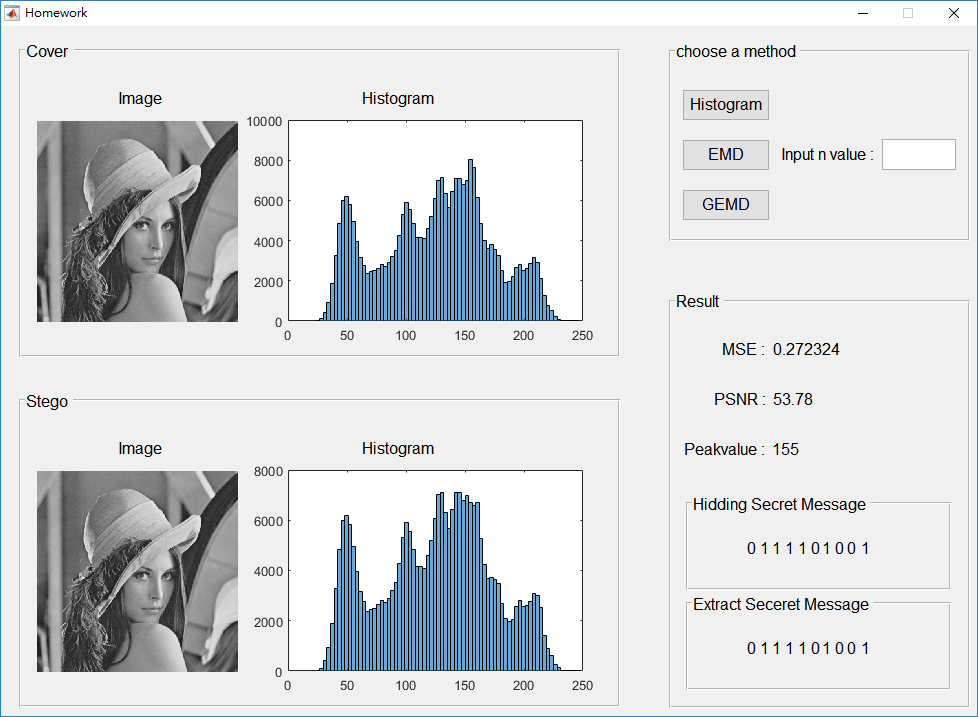 Homework
Cover
Image
Histogram
10000
8000
6000
4000
2000
0
0 50 100 150 200 250
Stego
Image
Histogram
8000
6000
4000
2000
0
0 50 100 150 200 250
choose a method
Histogram
EMD Input n value :
GEMD
Result
MSE : 0.272324
PSNR : 53.78
Peakvalue : 155
Hidding Secret Message
0 1 1 1 1 0 1 0 0 1
Extract Seceret Message
0 1 1 1 1 0 1 0 0 1